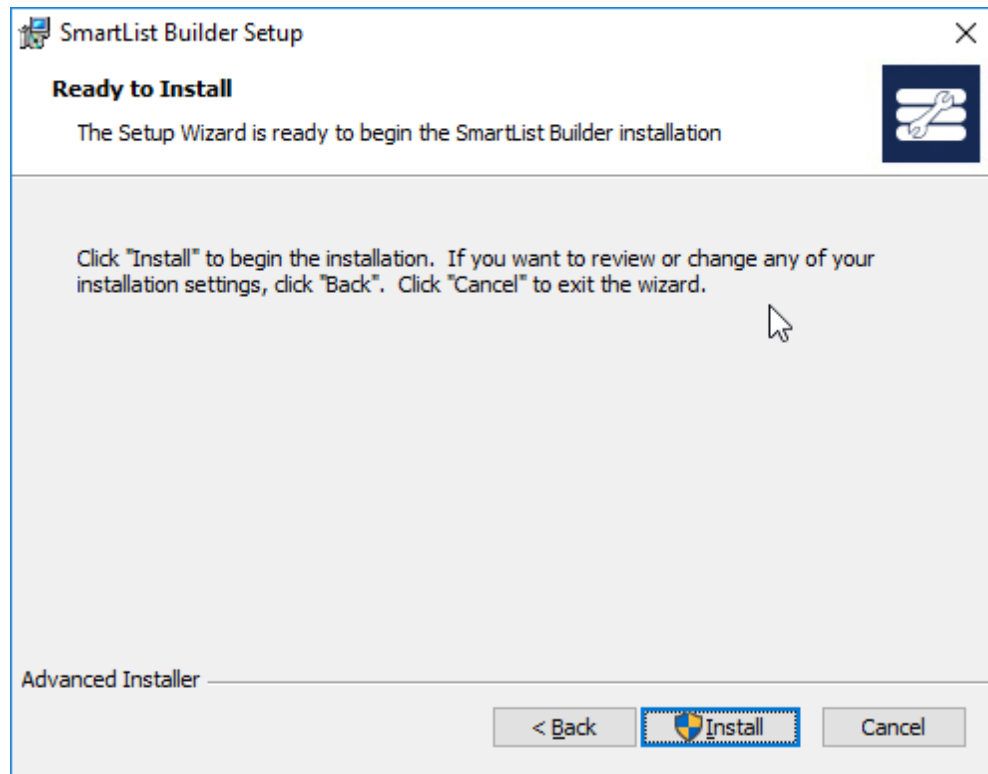 SmartList Builder Setup
Ready to Install
The Setup Wizard is ready to begin the SmartList Builder installation
Click "Install" to begin the installation.  If you want to review or change any of your
installation settings, click "Back".  Click "Cancel" to exit the wizard.
Advanced Installer
< Back
Install
Cancel